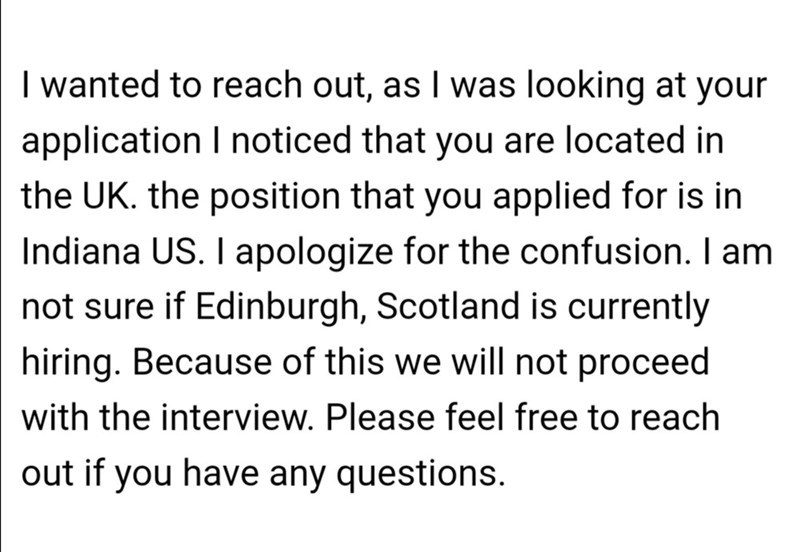 I wanted to reach out, as I was looking at your
application I noticed that you are located in
the UK. the position that you applied for is in
Indiana US. I apologize for the confusion. I am
not sure if Edinburgh, Scotland is currently
hiring. Because of this we will not proceed
with the interview. Please feel free to reach
out if you have any questions.